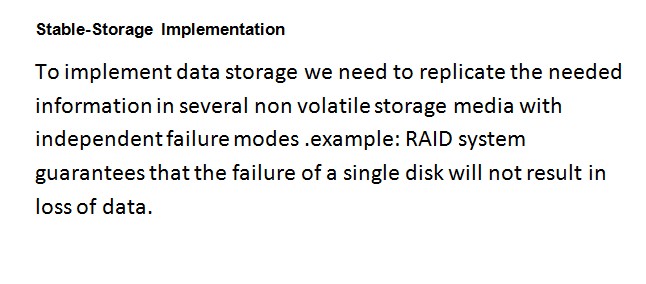 Stable-Storage Implementation
To implement data storage we need to replicate the needed
information in several non volatile storage media with
independent failure modes .example: RAID system
guarantees that the failure of a single disk will not result in
loss of data.